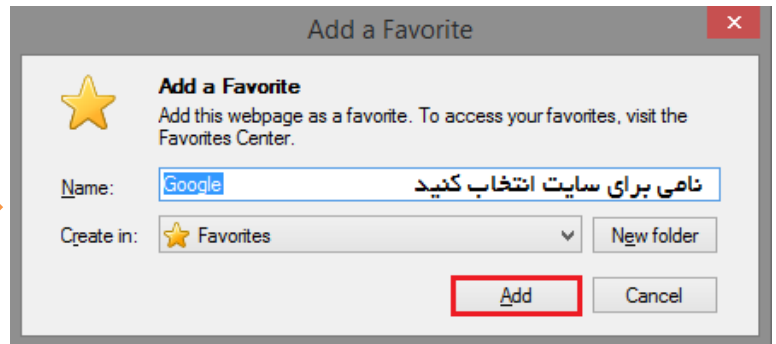 Add a Favorite
×
Add a Favorite
Add this webpage as a favorite. To access your favorites, visit the
Favorites Center.
Name: Google نامی برای سایت انتخاب کنید
Create in: Favorites New folder
Add Cancel